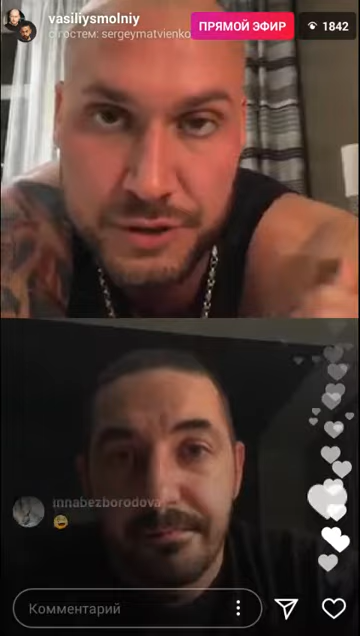 vasiliysmolniy
с гостем: sergeymatvienko
ПРЯМОЙ ЭФИР
1842
innabezborodova
Комментарий